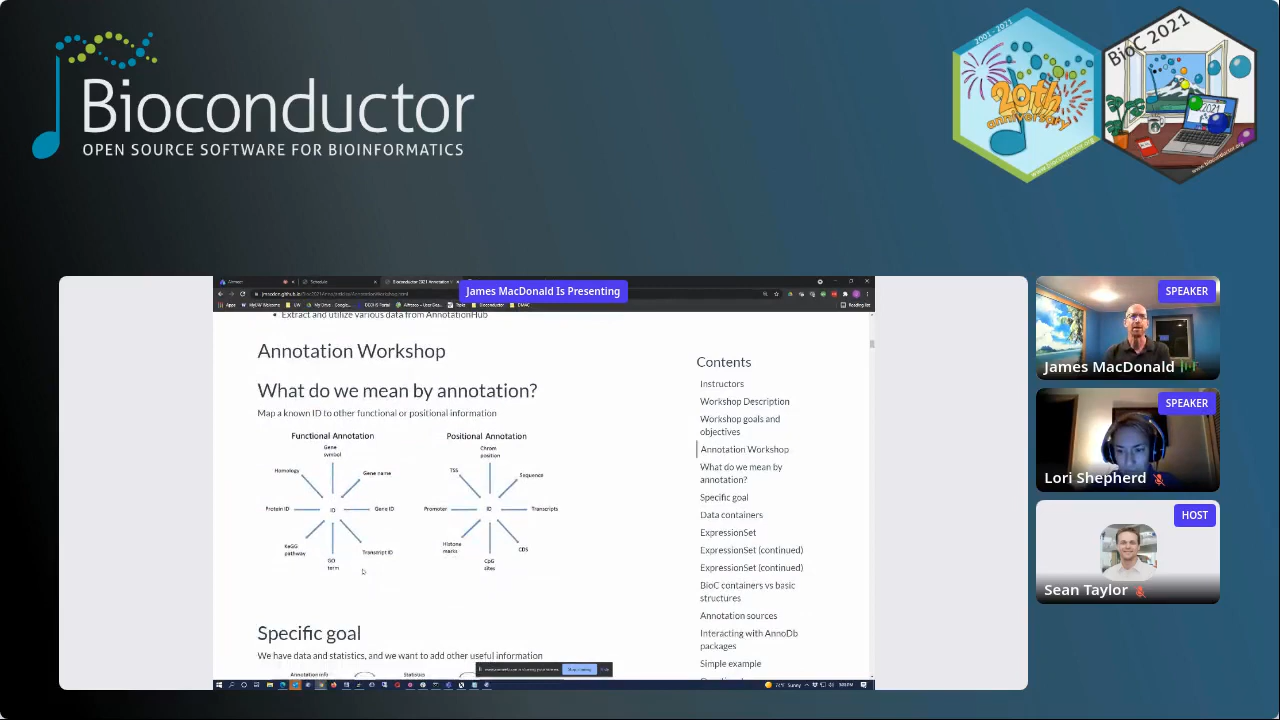 Bioconductor
OPEN SOURCE SOFTWARE FOR BIOINFORMATICS
2001 - 2021
20th
anniversary
BioC 2021
2021
James MacDonald Is Presenting
Extract and utilize various data from AnnotationHub
Annotation Workshop
What do we mean by annotation?
Map a known ID to other functional or positional information
Functional Annotation
Gene
symbol
Homology
Gene name
Protein ID
ID
Gene ID
KeGG
pathway
Transcript ID
GO
term
Positional Annotation
Chrom
position
TSS
Sequence
Promoter
ID
Transcripts
Histone
marks
CDS
CpG
sites
Specific goal
We have data and statistics, and we want to add other useful information
Annotation info
Statistics
Contents
Instructors
Workshop Description
Workshop goals and
objectives
Annotation Workshop
What do we mean by
annotation?
Specific goal
Data containers
ExpressionSet
ExpressionSet (continued)
ExpressionSet (continued)
BioC containers vs basic
structures
Annotation sources
Interacting with AnnoDb
packages
Simple example
SPEAKER
James MacDonald
SPEAKER
Lori Shepherd
HOST
Sean Taylor